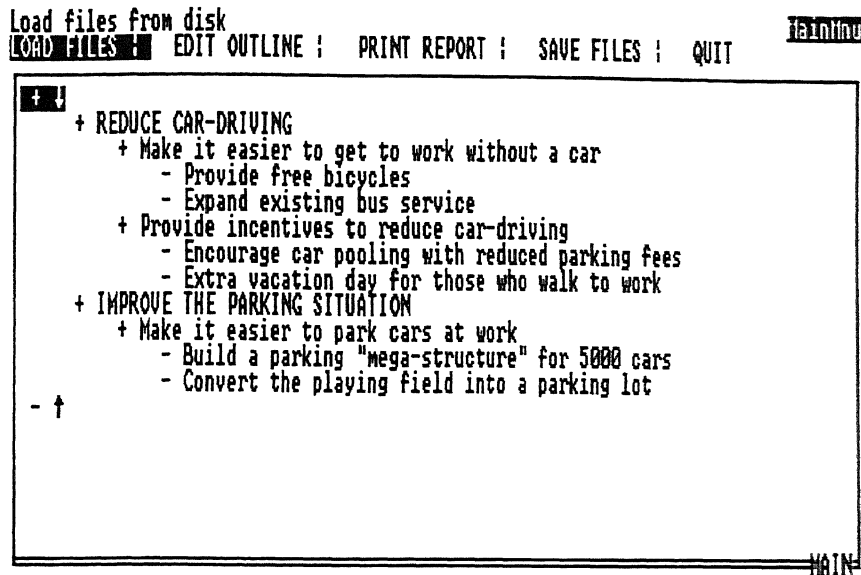 Load files from disk
MainMnu
LOAD FILES ¦ EDIT OUTLINE ¦ PRINT REPORT ¦ SAVE FILES ¦ QUIT
+ ↓
+ REDUCE CAR-DRIVING
+ Make it easier to get to work without a car
- Provide free bicycles
- Expand existing bus service
+ Provide incentives to reduce car-driving
- Encourage car pooling with reduced parking fees
- Extra vacation day for those who walk to work
+ IMPROVE THE PARKING SITUATION
+ Make it easier to park cars at work
- Build a parking "mega-structure" for 5000 cars
- Convert the playing field into a parking lot
- ↑
MAIN